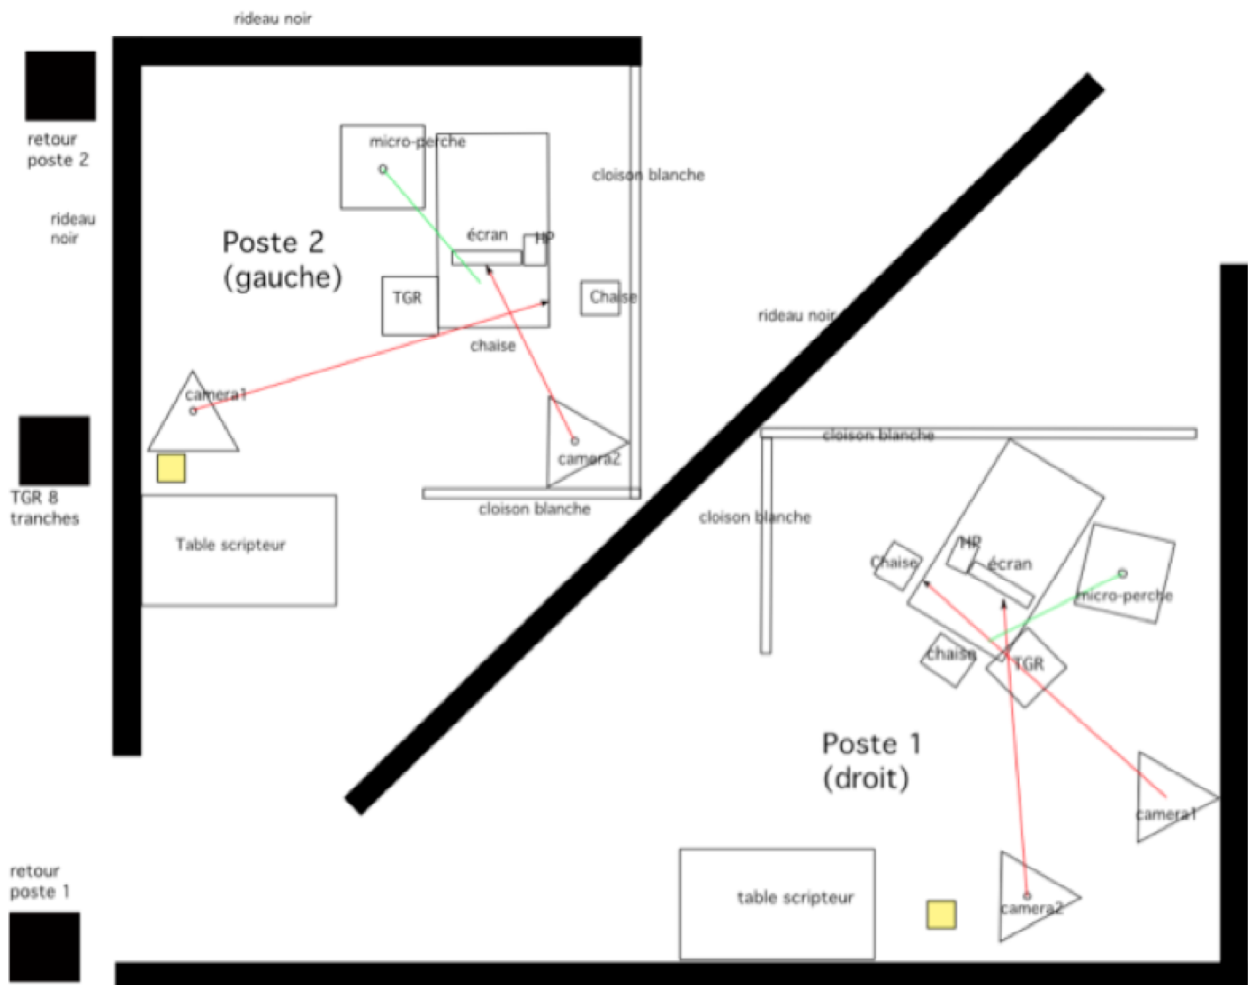 rideau noir
retour
poste 2
micro-perche
cloison blanche
rideau
noir
Poste 2
(gauche)
écran
HP
TGR
Chaise
chaise
rideau noir
camera1
cloison blanche
camera2
TGR 8
tranches
cloison blanche
cloison blanche
Table scripteur
HP
Chaise
écran
micro-perche
chaise
TGR
Poste 1
(droit)
camera1
retour
poste 1
table scripteur
camera2